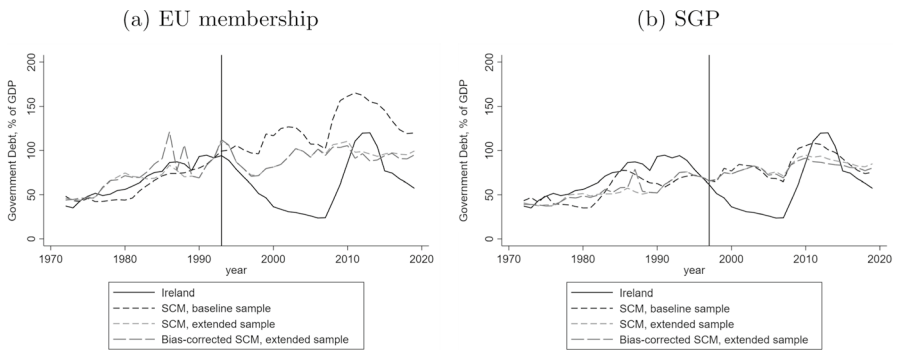 (a) EU membership
Government Debt, % of GDP
200
150
100
50
0
1970 1980 1990 2000 2010 2020
year
Ireland
SCM, baseline sample
SCM, extended sample
Bias-corrected SCM, extended sample
(b) SGP
Government Debt, % of GDP
200
150
100
50
0
1970 1980 1990 2000 2010 2020
year
Ireland
SCM, baseline sample
SCM, extended sample
Bias-corrected SCM, extended sample